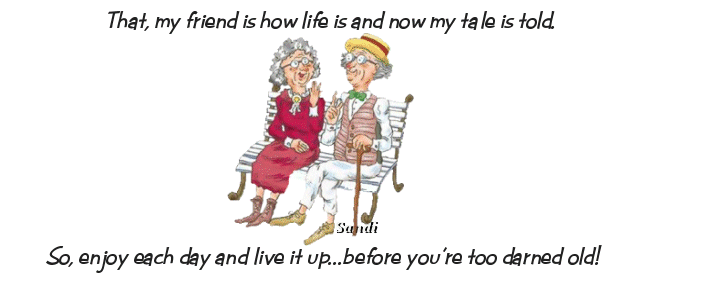 That, my friend is how life is and now my tale is told.
Sandi
So, enjoy each day and live it up...before you're too darned old!